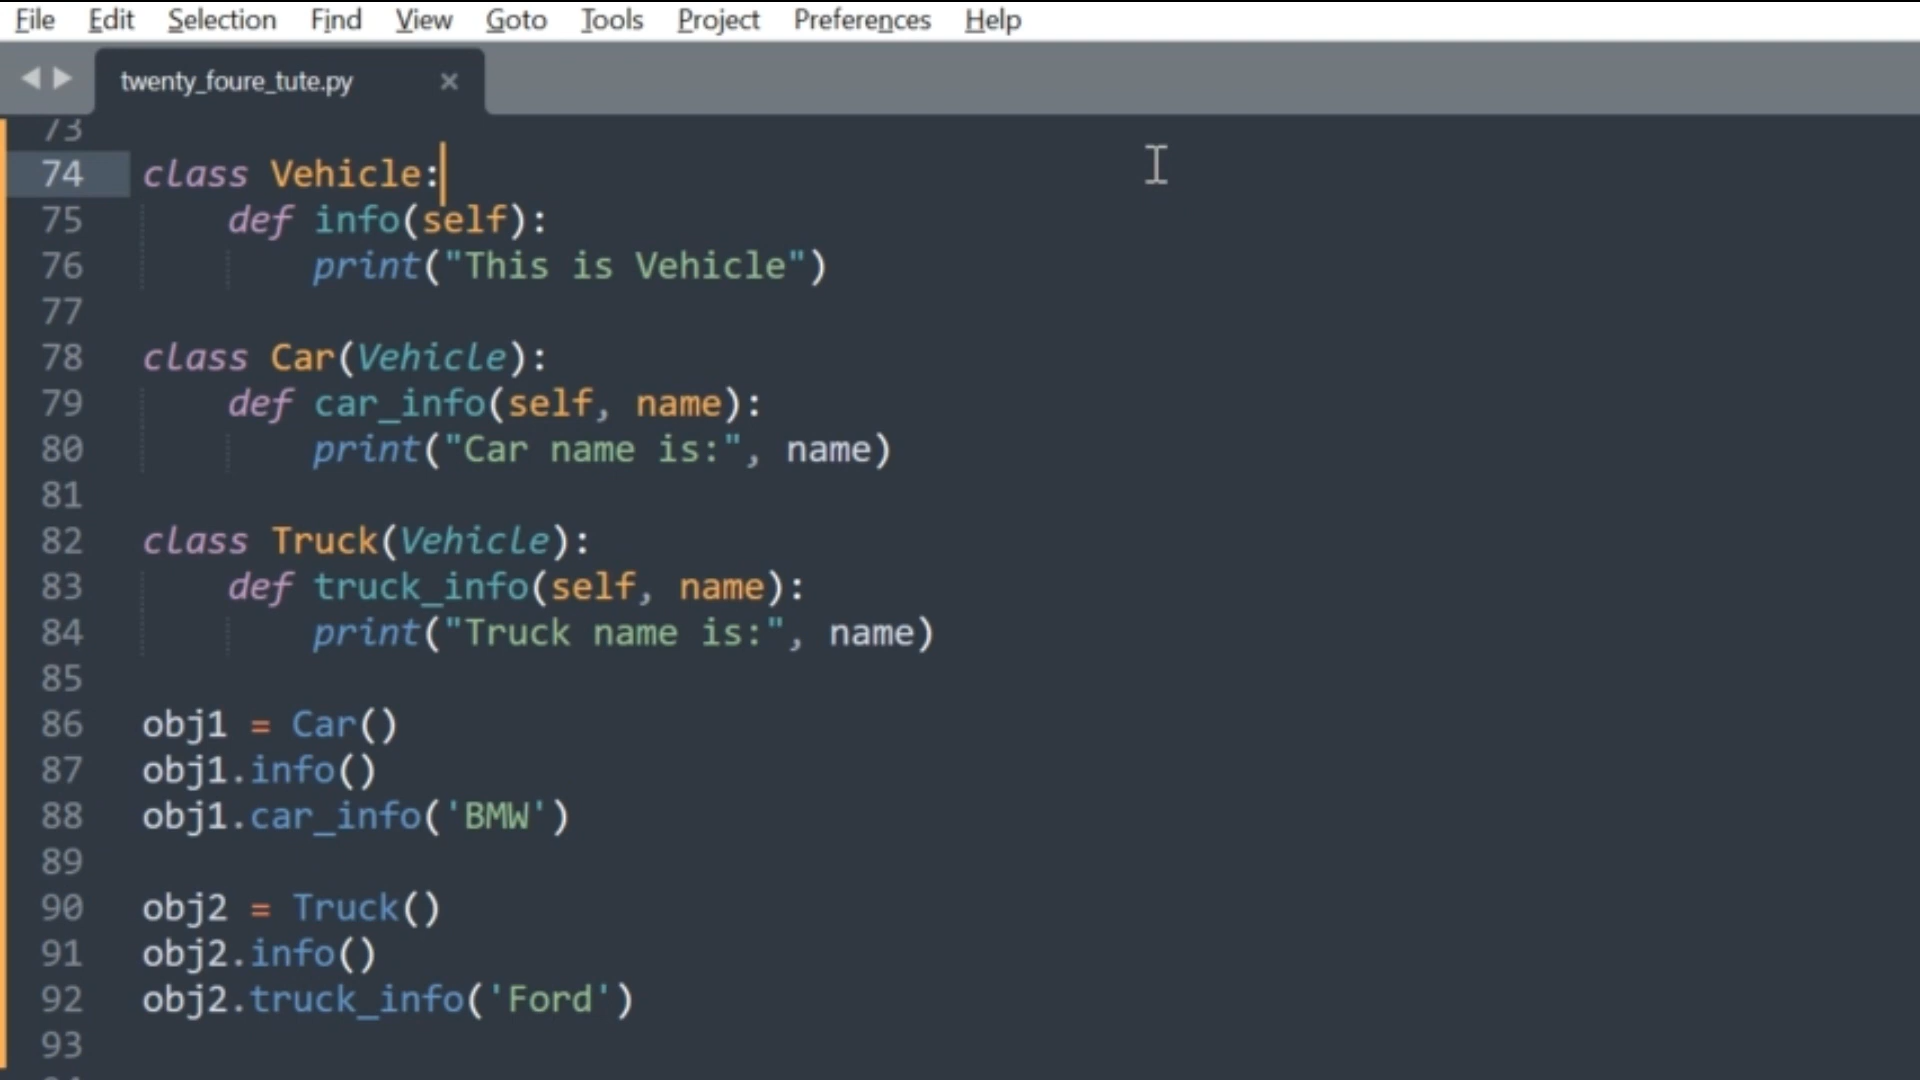 File Edit Selection Find View Goto Tools Project Preferences Help
twenty_foure_tute.py ×
73
74 class Vehicle:
75     def info(self):
76         print("This is Vehicle")
77
78 class Car(Vehicle):
79     def car_info(self, name):
80         print("Car name is:", name)
81
82 class Truck(Vehicle):
83     def truck_info(self, name):
84         print("Truck name is:", name)
85
86 obj1 = Car()
87 obj1.info()
88 obj1.car_info('BMW')
89
90 obj2 = Truck()
91 obj2.info()
92 obj2.truck_info('Ford')
93